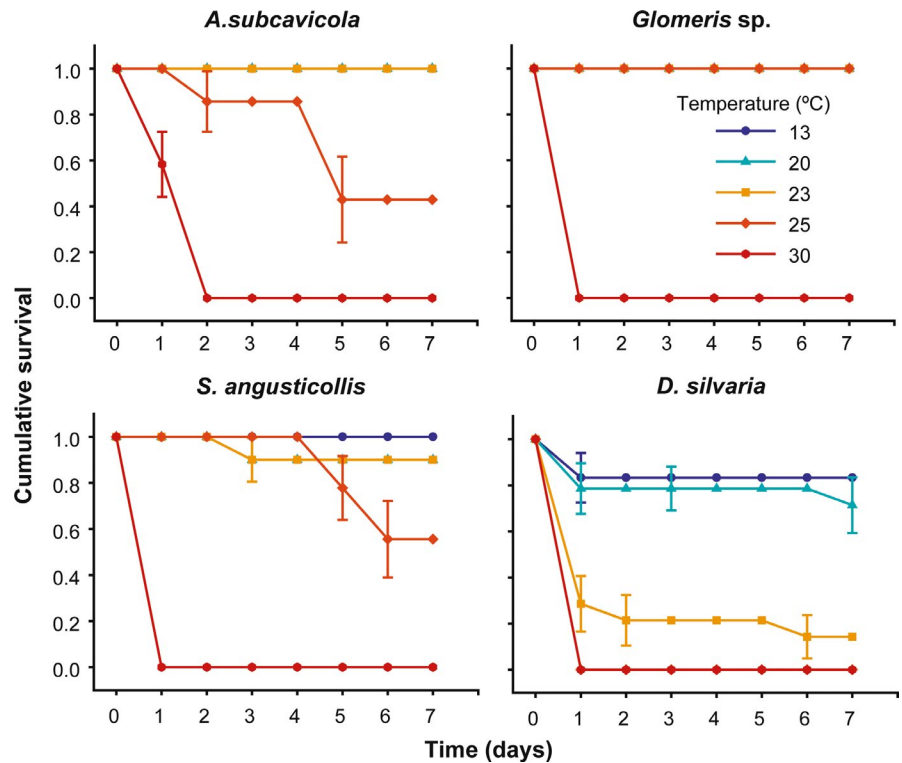 A.subcavicola
Glomeris sp.
1.0
0.8
0.6
0.4
0.2
0.0
0 1 2 3 4 5 6 7
Temperature (ºC)
13
20
23
25
30
0 1 2 3 4 5 6 7
Cumulative survival
S. angusticollis
D. silvaria
1.0
0.8
0.6
0.4
0.2
0.0
0 1 2 3 4 5 6 7
0 1 2 3 4 5 6 7
Time (days)